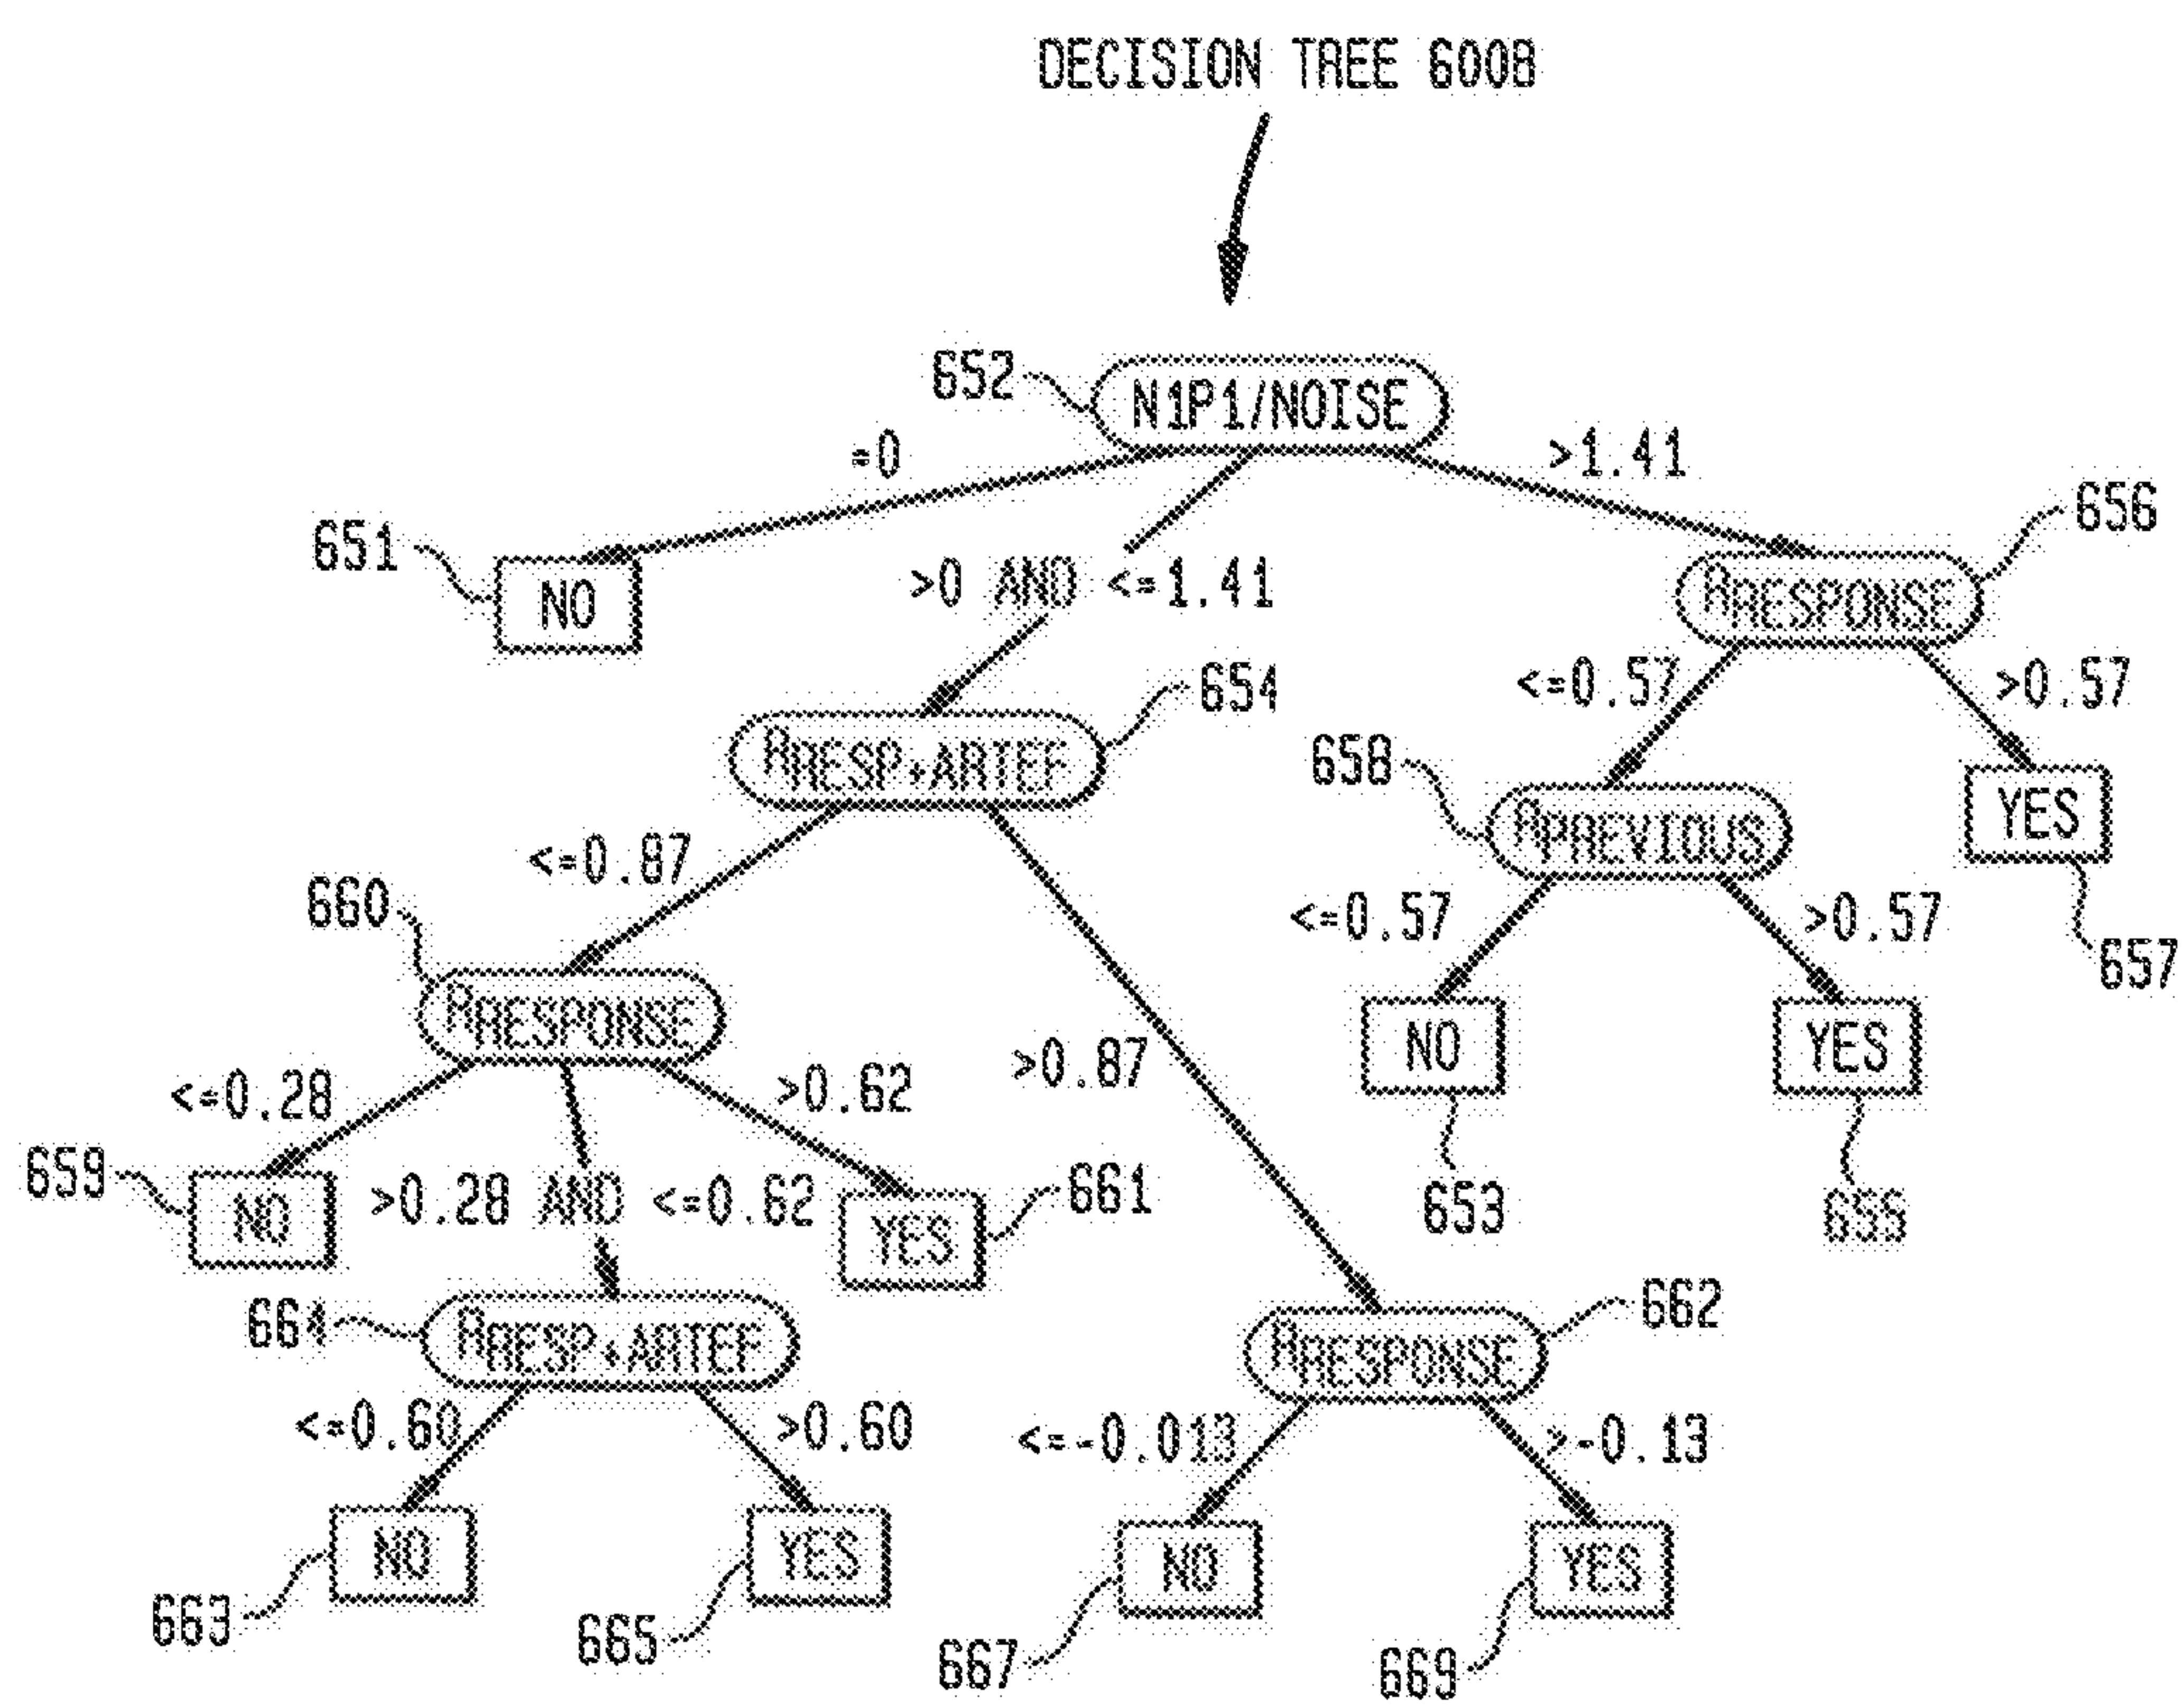 DECISION TREE 600B
652
N1P1/NOISE
=0
>1.41
656
651
NO
>0 AND <=1.41
RRESPONSE
654
<=0.57
>0.57
RRESP+ARTEF
658
YES
RPREVIOUS
657
<=0.87
660
<=0.57
>0.57
RRESPONSE
>0.87
NO
YES
<=0.28
>0.62
653
655
659
NO
>0.28 AND <=0.62
YES
661
664
RRESP+ARTEF
662
RRESPONSE
<=0.60
>0.60
<=-0.013
>-0.13
NO
YES
NO
YES
663
665
667
669